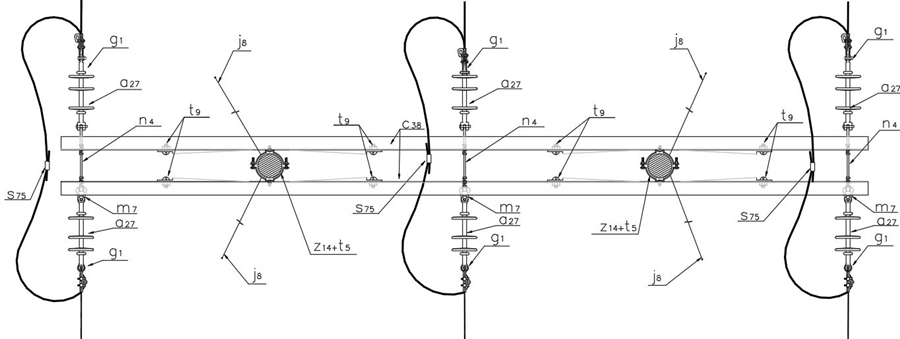 g1 j8 g1 j8 g1
a27 a27 a27
t9 t9 c38 n4 t9 t9 n4
n4
s75 s75 s75
m7 m7 m7
a27 z14+t5 a27 z14+t5 a27
g1 j8 g1 j8 g1